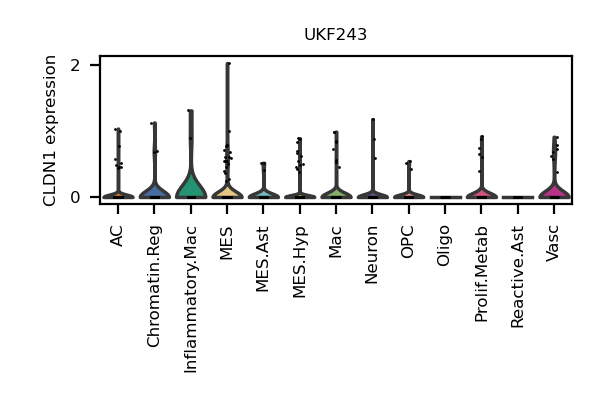 UKF243
CLDN1 expression
2
0
AC
Chromatin.Reg
Inflammatory.Mac
MES
MES.Ast
MES.Hyp
Mac
Neuron
OPC
Oligo
Prolif.Metab
Reactive.Ast
Vasc